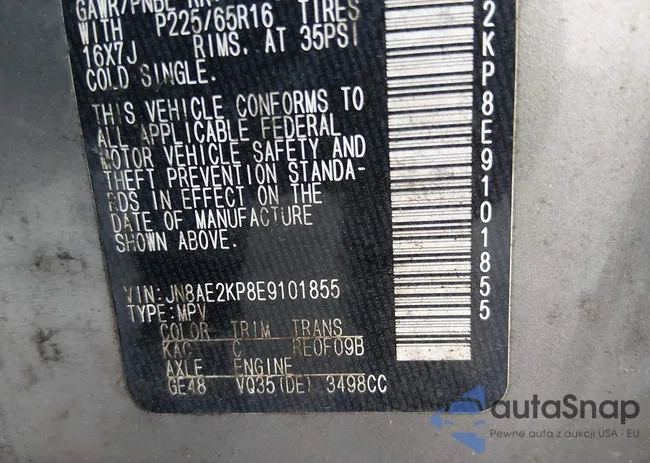 WITH P225/65R16 TIRES
16X7J RIMS, AT 35PSI
COLD SINGLE.
THIS VEHICLE CONFORMS TO
ALL APPLICABLE FEDERAL
MOTOR VEHICLE SAFETY AND
THEFT PREVENTION STANDA-
RDS IN EFFECT ON THE
DATE OF MANUFACTURE
SHOWN ABOVE.
VIN:JN8AE2KP8E9101855
TYPE:MPV
COLOR TRIM TRANS
KAC C RE0F09B
AXLE ENGINE
GE48 VQ35(DE) 3498CC
2KP8E9101855
autaSnap
Pewne auta z aukcji USA i EU